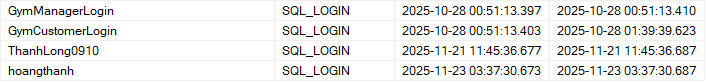 GymManagerLogin SQL_LOGIN 2025-10-28 00:51:13.397 2025-10-28 00:51:13.410
GymCustomerLogin SQL_LOGIN 2025-10-28 00:51:13.403 2025-10-28 01:39:39.623
ThanhLong0910 SQL_LOGIN 2025-11-21 11:45:36.677 2025-11-21 11:45:36.687
hoangthanh SQL_LOGIN 2025-11-23 03:37:30.673 2025-11-23 03:37:30.687